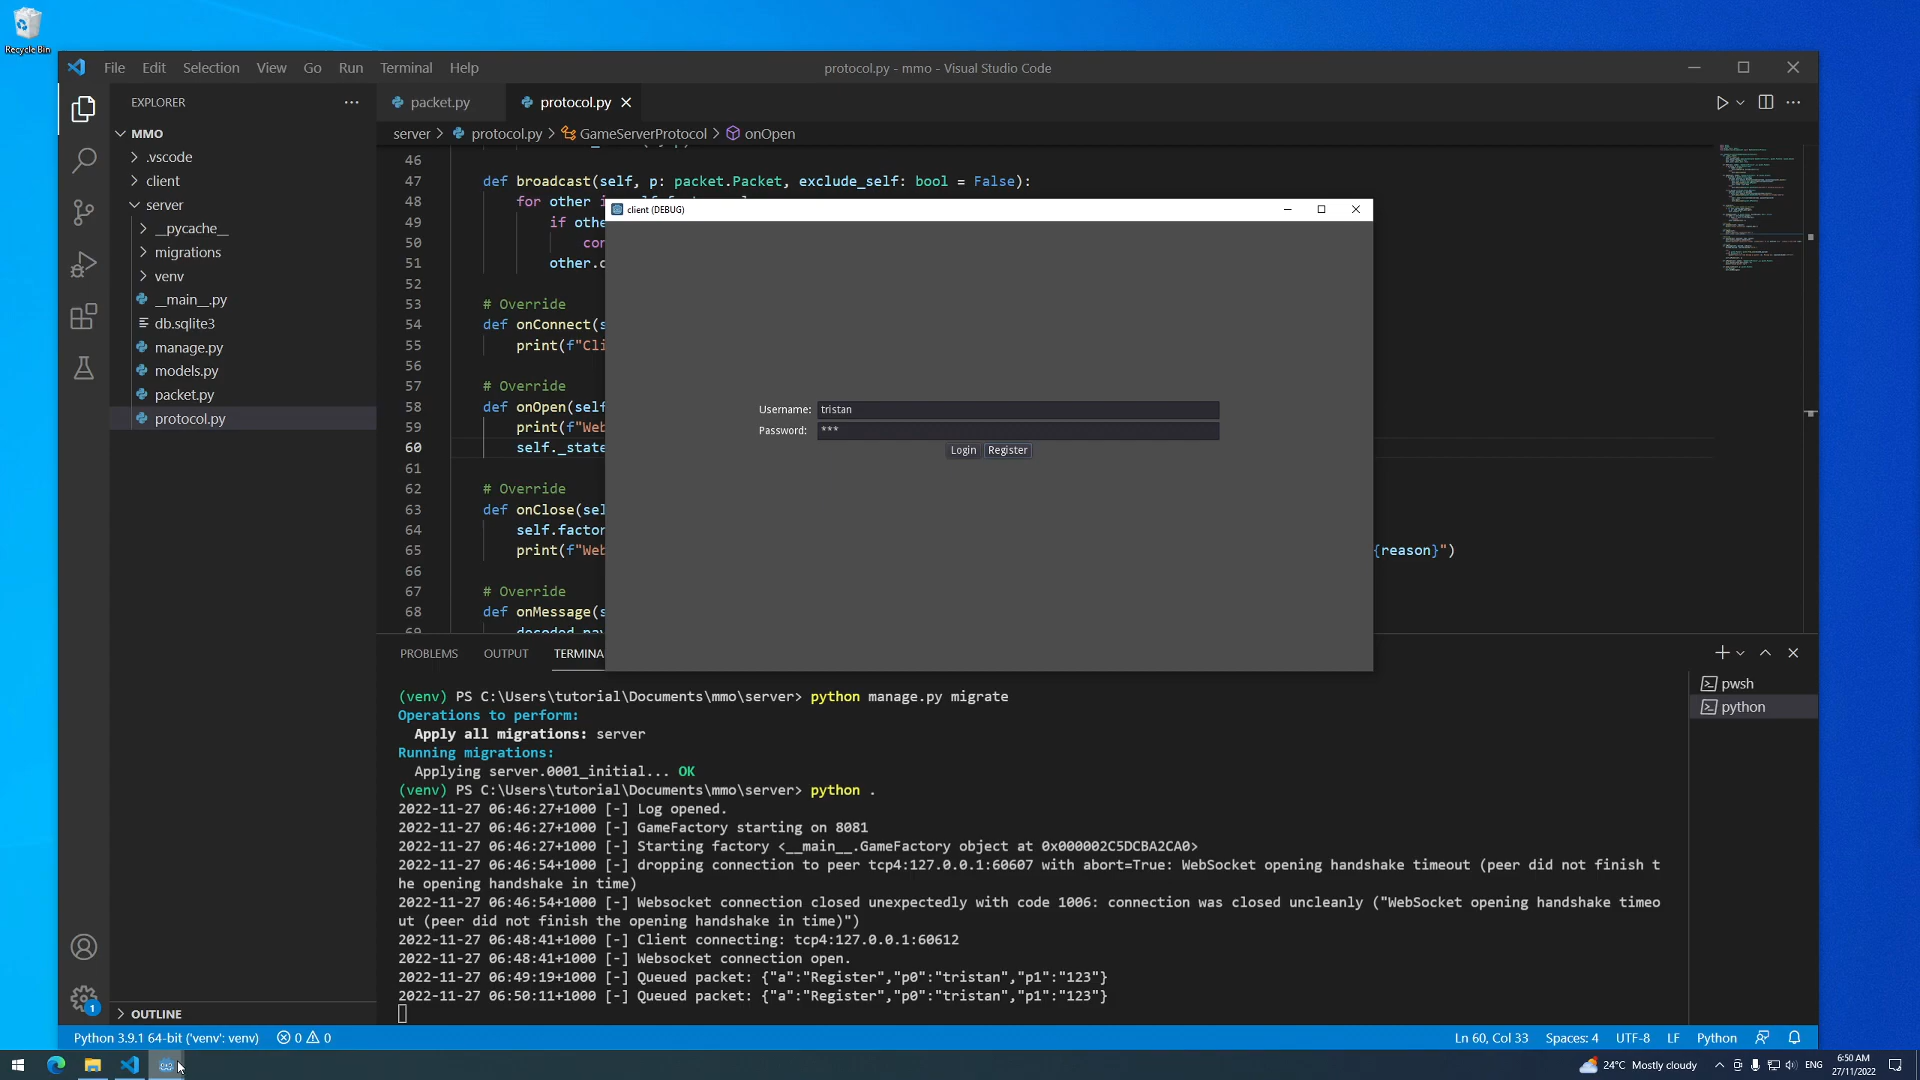 Recycle Bin
File Edit Selection View Go Run Terminal Help
protocol.py - mmo - Visual Studio Code
EXPLORER
packet.py
protocol.py
server > protocol.py > GameServerProtocol > onOpen
MMO
.vscode
client
server
__pycache__
migrations
venv
__main__.py
db.sqlite3
manage.py
models.py
packet.py
protocol.py
OUTLINE
46
47 def broadcast(self, p: packet.Packet, exclude_self: bool = False):
48 for other
49 if othe
50 con
51 other.
52
53 # Override
54 def onConnect(s
55 print(f"Cli
56
57 # Override
58 def onOpen(self
59 print(f"Web
60 self._state
61
62 # Override
63 def onClose(sel
64 self.factor
65 print(f"Web {reason}")
66
67 # Override
68 def onMessage(s
69
client (DEBUG)
Username: tristan
Password: ***
Login Register
PROBLEMS OUTPUT TERMINA
pwsh
python
(venv) PS C:\Users\tutorial\Documents\mmo\server> python manage.py migrate
Operations to perform:
Apply all migrations: server
Running migrations:
Applying server.0001_initial... OK
(venv) PS C:\Users\tutorial\Documents\mmo\server> python .
2022-11-27 06:46:27+1000 [-] Log opened.
2022-11-27 06:46:27+1000 [-] GameFactory starting on 8081
2022-11-27 06:46:27+1000 [-] Starting factory <__main__.GameFactory object at 0x000002C5DCBA2CA0>
2022-11-27 06:46:54+1000 [-] dropping connection to peer tcp4:127.0.0.1:60607 with abort=True: WebSocket opening handshake timeout (peer did not finish t
he opening handshake in time)
2022-11-27 06:46:54+1000 [-] Websocket connection closed unexpectedly with code 1006: connection was closed uncleanly ("WebSocket opening handshake timeo
ut (peer did not finish the opening handshake in time)")
2022-11-27 06:48:41+1000 [-] Client connecting: tcp4:127.0.0.1:60612
2022-11-27 06:48:41+1000 [-] Websocket connection open.
2022-11-27 06:49:19+1000 [-] Queued packet: {"a":"Register","p0":"tristan","p1":"123"}
2022-11-27 06:50:11+1000 [-] Queued packet: {"a":"Register","p0":"tristan","p1":"123"}
1
Python 3.9.1 64-bit ('venv': venv) 0 0
Ln 60, Col 33 Spaces: 4 UTF-8 LF Python
24°C Mostly cloudy ENG
6:50 AM
27/11/2022